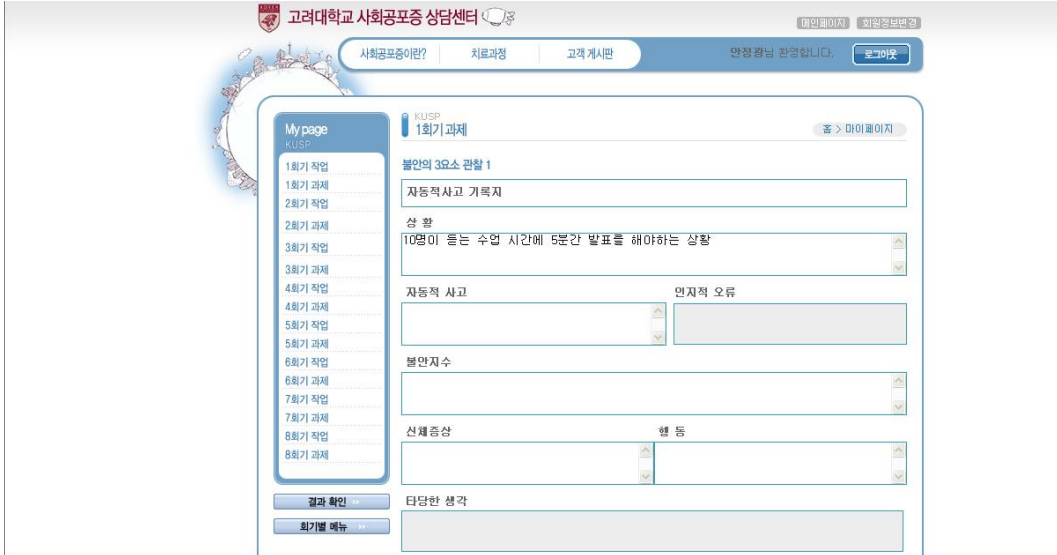 고려대학교 사회공포증 상담센터
메인페이지 회원정보변경
사회공포증이란? 치료과정 고객 게시판
안정광님 환영합니다. 로그아웃
My page
KUSP
1회기 작업
1회기 과제
2회기 작업
2회기 과제
3회기 작업
3회기 과제
4회기 작업
4회기 과제
5회기 작업
5회기 과제
6회기 작업
6회기 과제
7회기 작업
7회기 과제
8회기 작업
8회기 과제
결과 확인
회기별 메뉴
KUSP
1회기 과제
홈 > 마이페이지
불안의 3요소 관찰 1
자동적사고 기록지
상 황
10명이 듣는 수업 시간에 5분간 발표를 해야하는 상황
자동적 사고 인지적 오류
불안지수
신체증상 행 동
타당한 생각